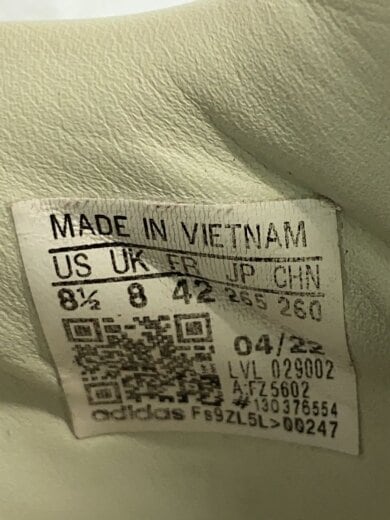 MADE IN VIETNAM
US UK FR JP CHN
8½ 8 42 265 260
04/22
LVL 029002
A:FZ5602
#130376554
adidas Fs9ZL5L>00247